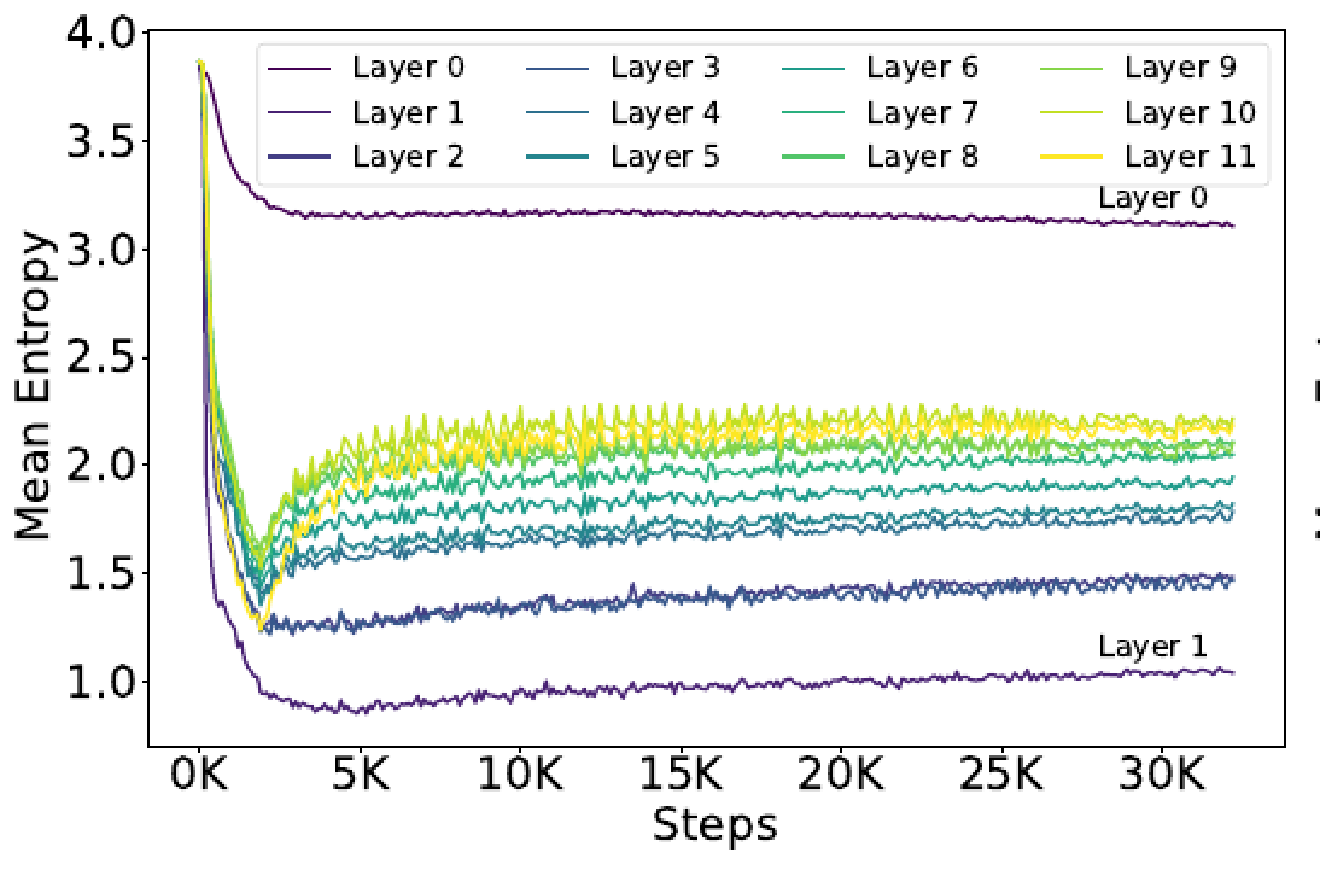 4.0
3.5
3.0
2.5
2.0
1.5
1.0
Mean Entropy
Layer 0 Layer 3 Layer 6 Layer 9
Layer 1 Layer 4 Layer 7 Layer 10
Layer 2 Layer 5 Layer 8 Layer 11
Layer 0
Layer 1
0K 5K 10K 15K 20K 25K 30K
Steps